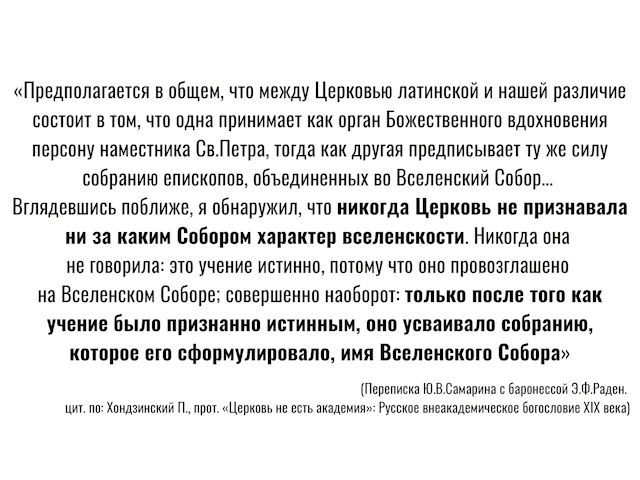 «Предполагается в общем, что между Церковью латинской и нашей различие
состоит в том, что одна принимает как орган Божественного вдохновения
персону наместника Св.Петра, тогда как другая предписывает ту же силу
собранию епископов, объединенных во Вселенский Собор...
Вглядевшись поближе, я обнаружил, что никогда Церковь не признавала
ни за каким Собором характер вселенскости. Никогда она
не говорила: это учение истинно, потому что оно провозглашено
на Вселенском Соборе; совершенно наоборот: только после того как
учение было признанно истинным, оно усваивало собранию,
которое его сформулировало, имя Вселенского Собора»
(Переписка Ю.В.Самарина с баронессой Э.Ф.Раден.
цит. по: Хондзинский П., прот. «Церковь не есть академия»: Русское внеакадемическое богословие XIX века)